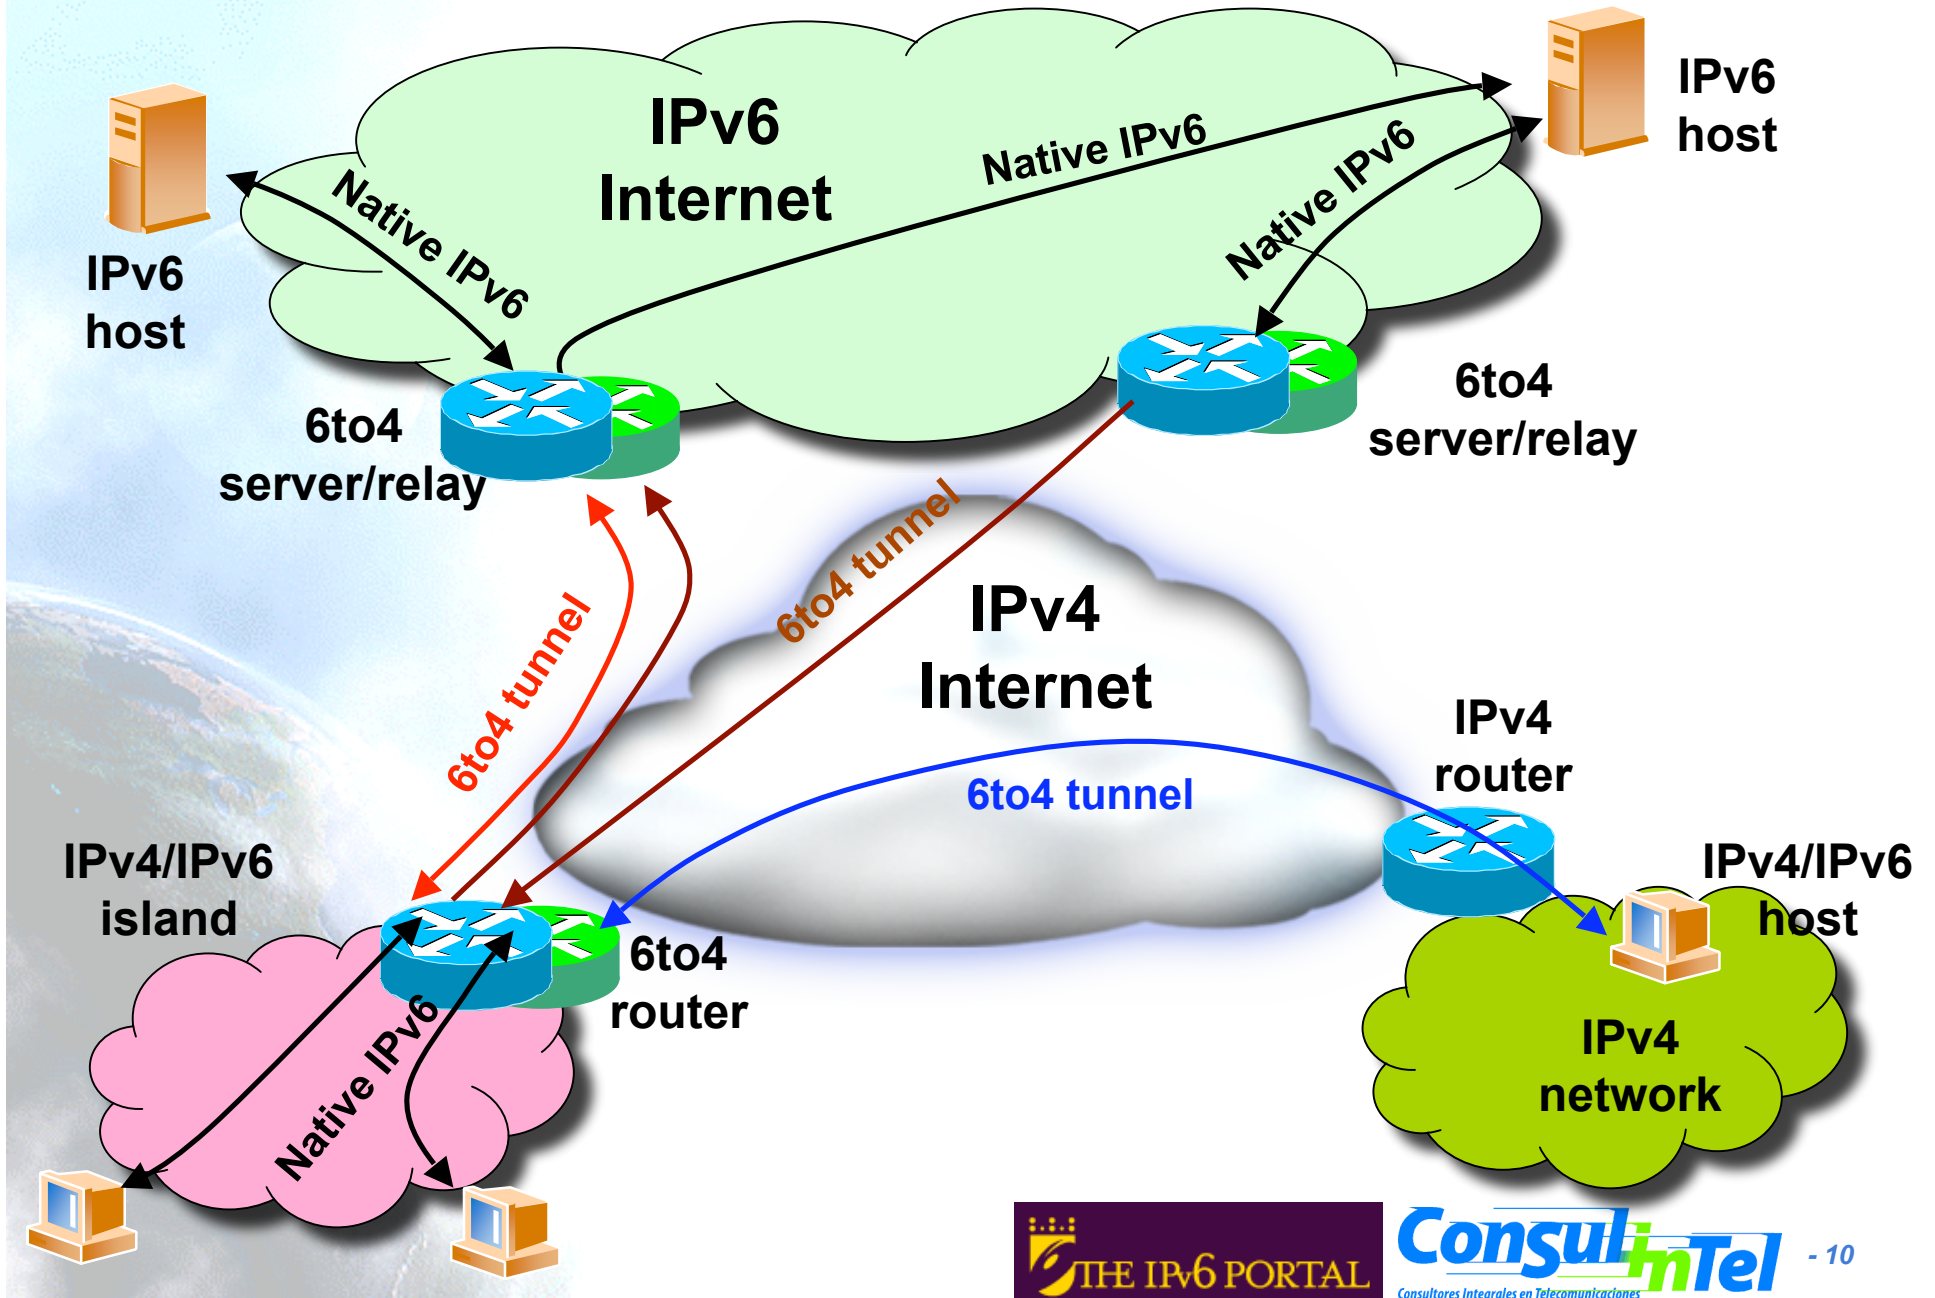 IPv6
Internet
Native IPv6
Native IPv6
Native IPv6
IPv6
host
IPv6
host
6to4
server/relay
6to4
server/relay
6to4 tunnel
6to4 tunnel
IPv4
Internet
6to4 tunnel
IPv4
router
IPv4/IPv6
island
IPv4/IPv6
host
6to4
router
Native IPv6
IPv4
network
THE IPv6 PORTAL
ConsulinTel
Consultores Integrales en Telecomunicaciones
- 10